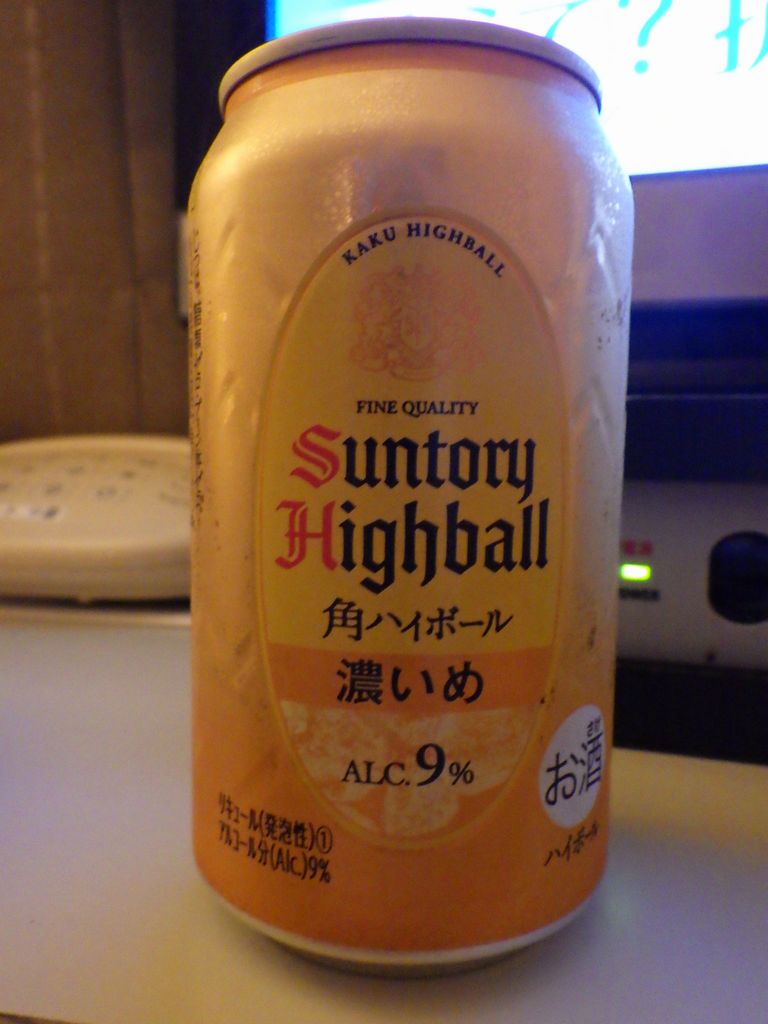 KAKU HIGHBALL
FINE QUALITY
Suntory
Highball
角ハイボール
濃いめ
ALC.9%
リキュール(発泡性)①
アルコール分(Alc.)9%
お酒
ハイボール
て?
POWER